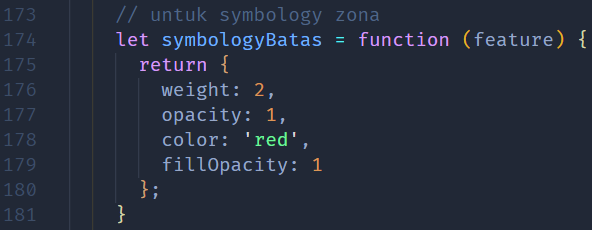 173 // untuk symbology zona
174 let symbologyBatas = function (feature) {
175 return {
176 weight: 2,
177 opacity: 1,
178 color: 'red',
179 fillOpacity: 1
180 };
181 }